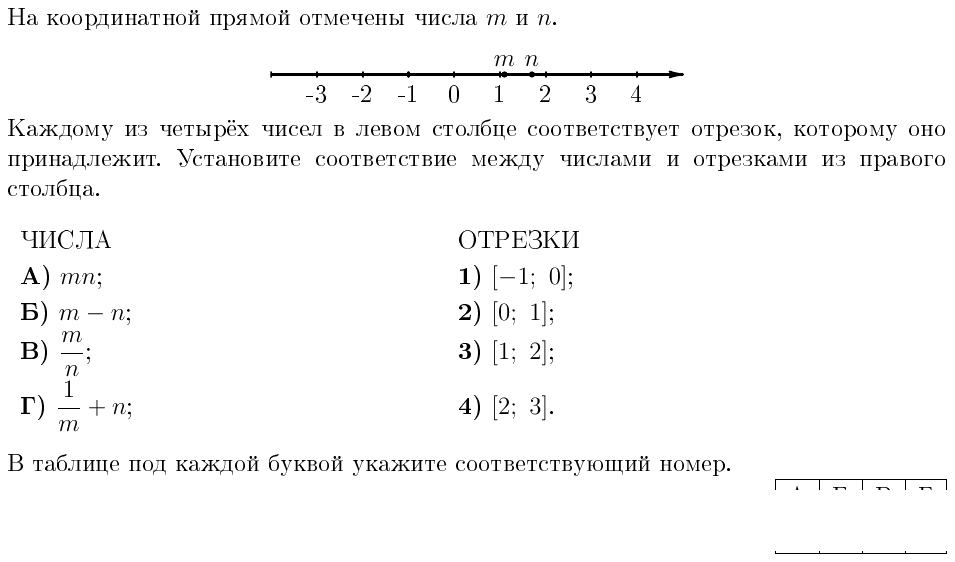 На координатной прямой отмечены числа m и n.
m n
-3 -2 -1 0 1 2 3 4
Каждому из четырёх чисел в левом столбце соответствует отрезок, которому оно
принадлежит. Установите соответствие между числами и отрезками из правого
столбца.
ЧИСЛА ОТРЕЗКИ
А) mn; 1) [−1; 0];
Б) m − n; 2) [0; 1];
В) m/n; 3) [1; 2];
Г) 1/m + n; 4) [2; 3].
В таблице под каждой буквой укажите соответствующий номер.